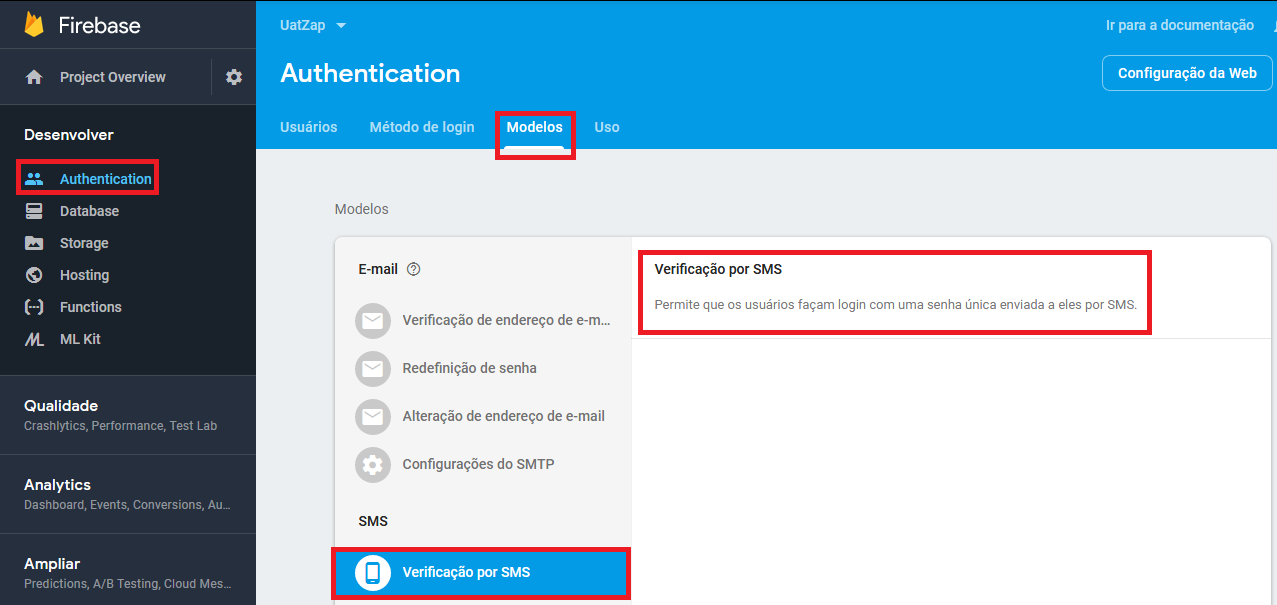 Firebase
Project Overview
Desenvolver
Authentication
Database
Storage
Hosting
Functions
ML Kit
Qualidade
Crashlytics, Performance, Test Lab
Analytics
Dashboard, Events, Conversions, Au...
Ampliar
Predictions, A/B Testing, Cloud Mes...
UatZap
Ir para a documentação
Authentication
Configuração da Web
Usuários
Método de login
Modelos
Uso
Modelos
E-mail
Verificação de endereço de e-m...
Redefinição de senha
Alteração de endereço de e-mail
Configurações do SMTP
SMS
Verificação por SMS
Verificação por SMS
Permite que os usuários façam login com uma senha única enviada a eles por SMS.